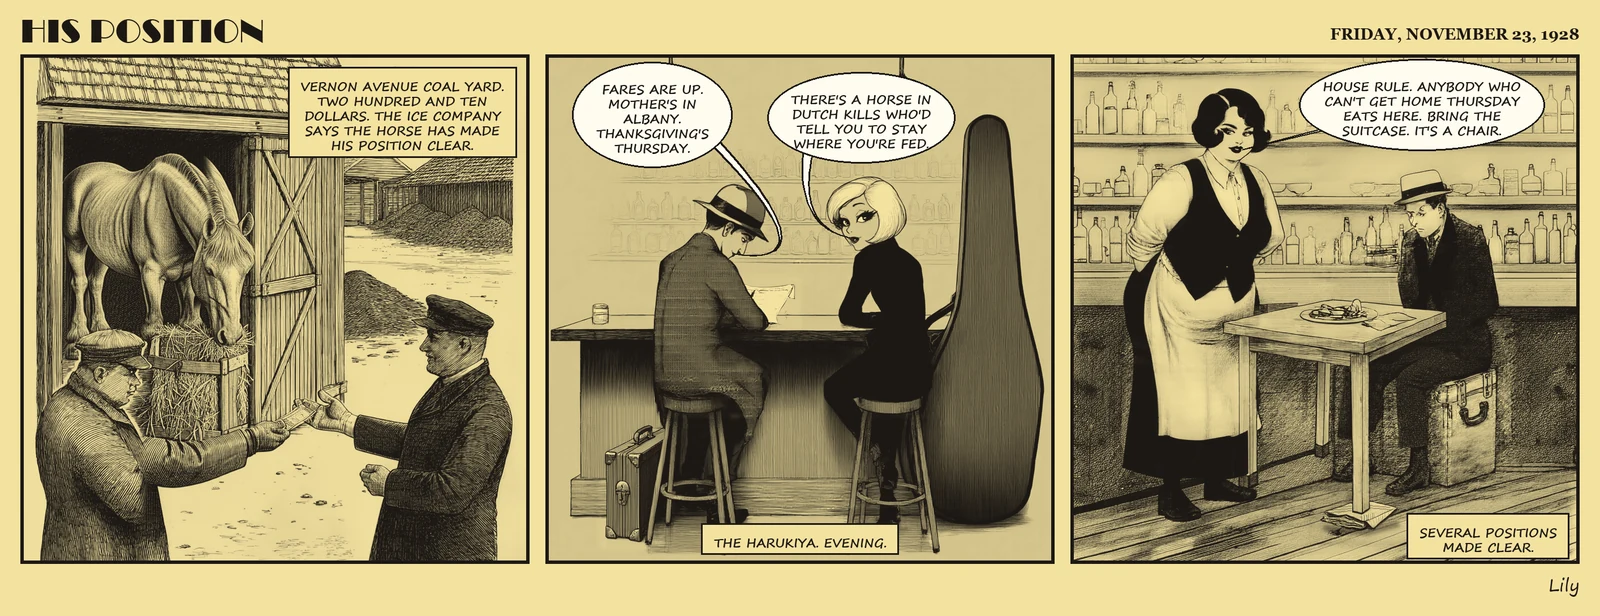 HIS POSITION
FRIDAY, NOVEMBER 23, 1928
VERNON AVENUE COAL YARD.
TWO HUNDRED AND TEN
DOLLARS. THE ICE COMPANY
SAYS THE HORSE HAS MADE
HIS POSITION CLEAR.
FARES ARE UP.
MOTHER'S IN
ALBANY.
THANKSGIVING'S
THURSDAY.
THERE'S A HORSE IN
DUTCH KILLS WHO'D
TELL YOU TO STAY
WHERE YOU'RE FED.
THE HARUKIYA. EVENING.
HOUSE RULE. ANYBODY WHO
CAN'T GET HOME THURSDAY
EATS HERE. BRING THE
SUITCASE. IT'S A CHAIR.
SEVERAL POSITIONS
MADE CLEAR.
Lily